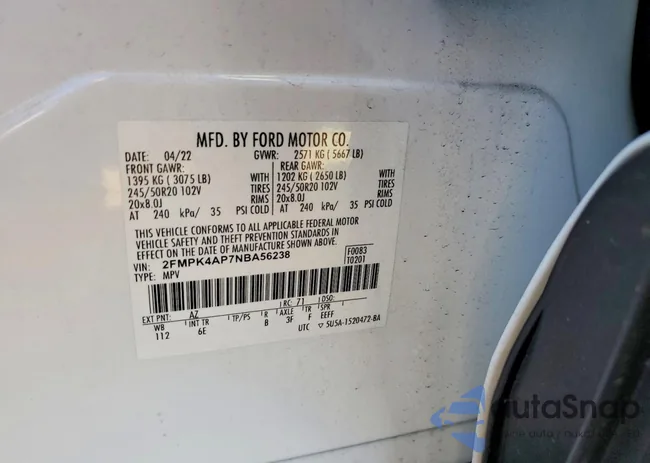 MFD. BY FORD MOTOR CO.
DATE: 04/22 GVWR: 2571 KG ( 5667 LB)
FRONT GAWR: REAR GAWR:
1395 KG ( 3075 LB) WITH 1202 KG ( 2650 LB) WITH
245/50R20 102V TIRES 245/50R20 102V TIRES
20x8.0J RIMS 20x8.0J RIMS
AT 240 kPa/ 35 PSI COLD AT 240 kPa/ 35 PSI COLD
THIS VEHICLE CONFORMS TO ALL APPLICABLE FEDERAL MOTOR
VEHICLE SAFETY AND THEFT PREVENTION STANDARDS IN
EFFECT ON THE DATE OF MANUFACTURE SHOWN ABOVE.
VIN: 2FMPK4AP7NBA56238 F0083
TYPE: MPV T0201
EXT PNT: AZ RC: 71 DSO:
WB INT TR TP/PS R AXLE TR SPR
112 6E B 3F F EFFF
UTC ▽ 5U5A-1520472-BA
autoSnap